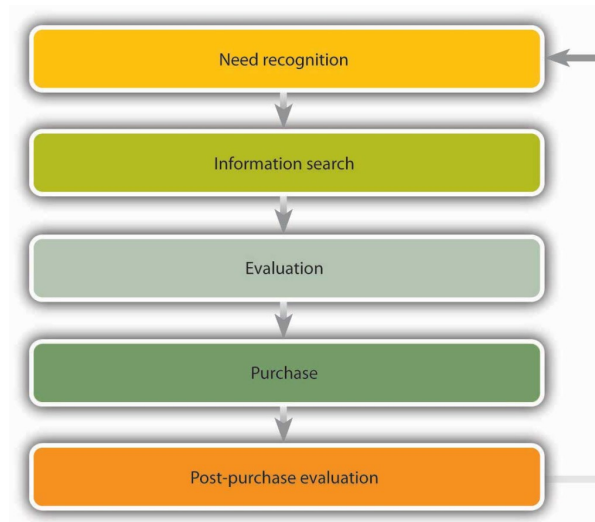 Need recognition
Information search
Evaluation
Purchase
Post-purchase evaluation